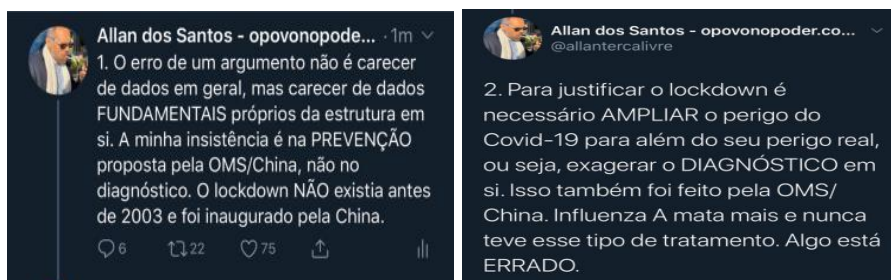 Allan dos Santos - opovonopode... · 1m
1. O erro de um argumento não é carecer
de dados em geral, mas carecer de dados
FUNDAMENTAIS próprios da estrutura em
si. A minha insistência é na PREVENÇÃO
proposta pela OMS/China, não no
diagnóstico. O lockdown NÃO existia antes
de 2003 e foi inaugurado pela China.
6 22 75
Allan dos Santos - opovonopoder.co...
@allantercalivre
2. Para justificar o lockdown é
necessário AMPLIAR o perigo do
Covid-19 para além do seu perigo real,
ou seja, exagerar o DIAGNÓSTICO em
si. Isso também foi feito pela OMS/
China. Influenza A mata mais e nunca
teve esse tipo de tratamento. Algo está
ERRADO.